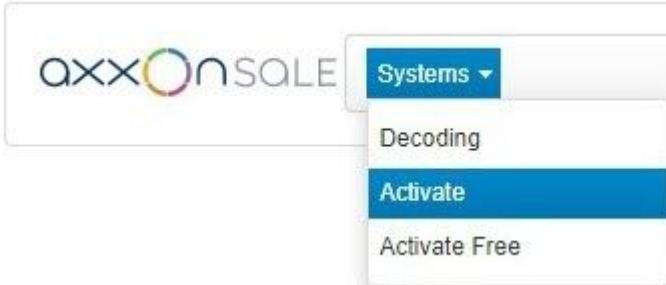 axxonsale
Systems
Decoding
Activate
Activate Free